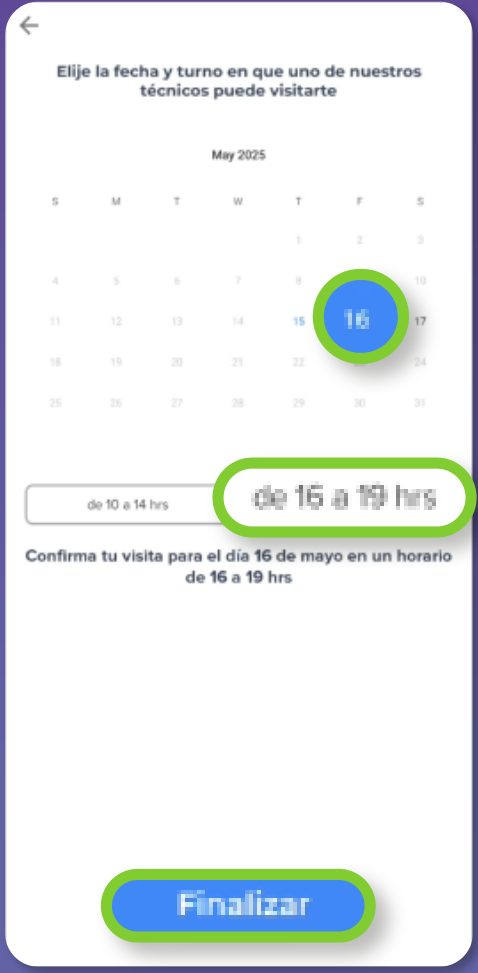 Elije la fecha y turno en que uno de nuestros
técnicos puede visitarte
May 2025
S M T W T F S
1 2 3
4 5 6 7 8 10
11 12 13 14 15 16 17
18 19 20 21 22 24
25 26 27 28 29 30 31
de 10 a 14 hrs de 16 a 19 hrs
Confirma tu visita para el día 16 de mayo en un horario
de 16 a 19 hrs
Finalizar